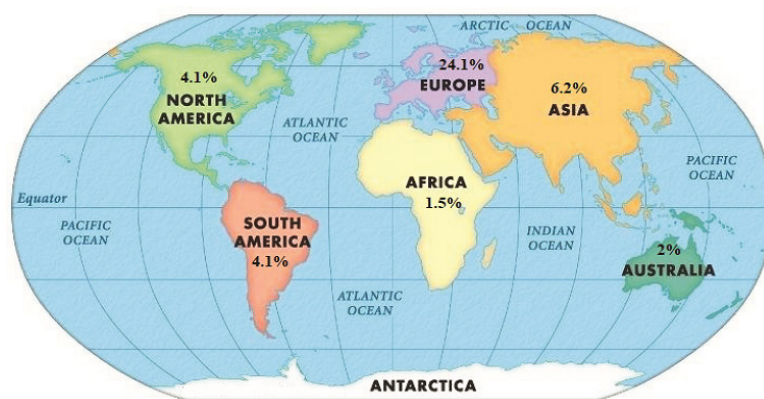 ARCTIC OCEAN
4.1%
NORTH
AMERICA
24.1%
EUROPE
6.2%
ASIA
ATLANTIC
OCEAN
PACIFIC
OCEAN
AFRICA
1.5%
Equator
PACIFIC
OCEAN
SOUTH
AMERICA
4.1%
INDIAN
OCEAN
2%
AUSTRALIA
ATLANTIC
OCEAN
ANTARCTICA